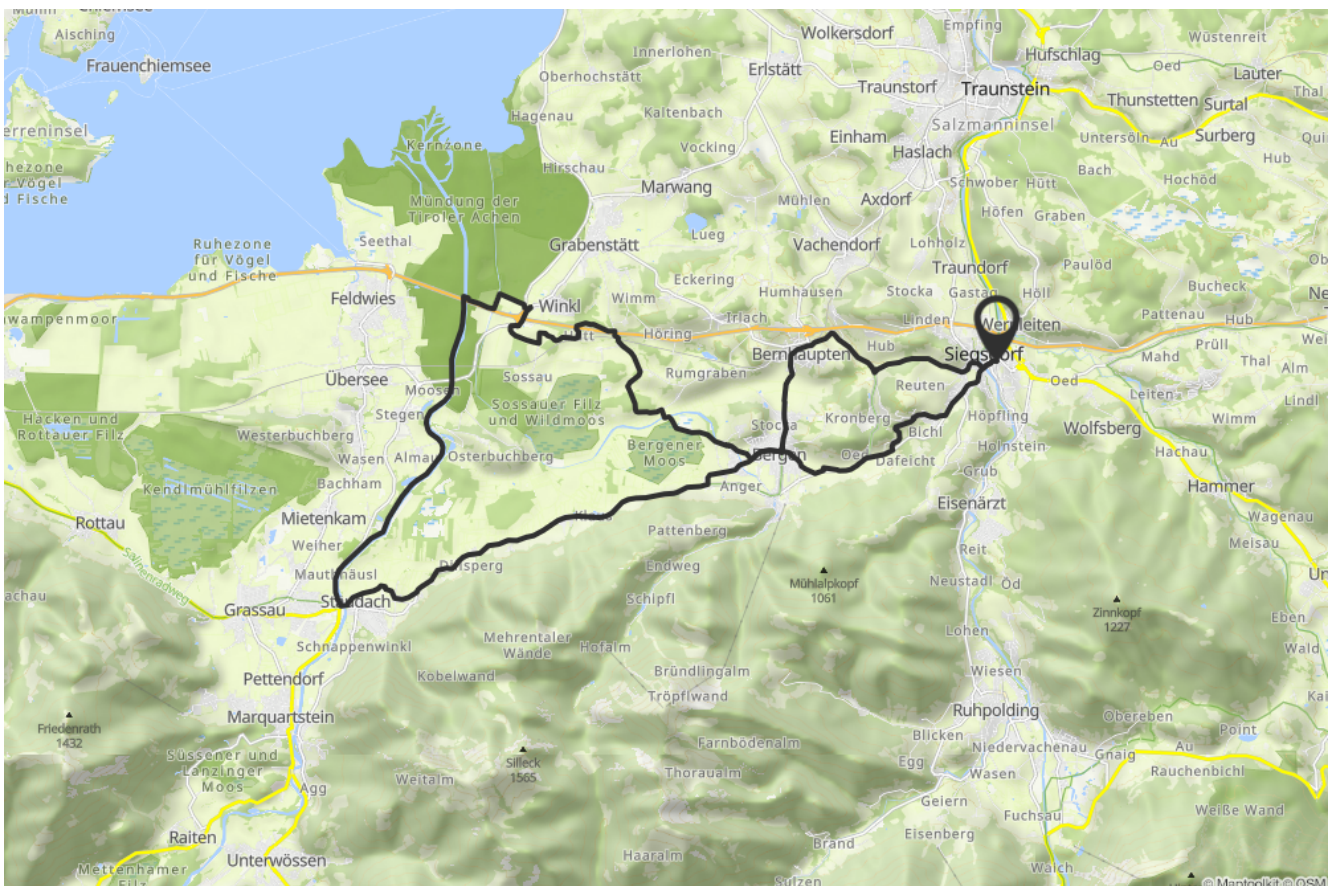 Aisching
Frauenchiemsee
Kernzone
Mündung der
Tiroler Achen
Ruhezone
für Vögel
und Fische
Seethal
Feldwies
Hagenau
Hirschau
Oberhochstätt
Innerlohen
Kaltenbach
Vocking
Marwang
Grabenstätt
Lueg
Eckering
Wolkersdorf
Erlstätt
Traunstorf
Einham
Haslach
Axdorf
Mühlen
Vachendorf
Humhausen
Empfing
Hufschlag
Traunstein
Salzmanninsel
Oed
Wüstenreit
Lauter
Thal
Thunstetten
Surtal
Untersöln
Au
Surberg
Bach
Hub
Hochöd
Schwober
Hütt
Höfen
Graben
Bucheck
Lohholz
Traundorf
Paulöd
Stocka
Gastag
Höll
Linden
Pattenau
Hub
Siegsdorf
Mahd
Prüll
Thal
Alm
Oed
Leiten
Wimm
Lindl
Wolfsberg
Hachau
Hammer
Wagenau
Meisau
Eben
Wald
Winkl
Wimm
Irlach
Höring
Bernhaupten
Hub
Rumgraben
Reuten
Kronberg
Bichl
Höpfling
Holnstein
Grub
Eisenärzt
Reit
Neustadl
Öd
Zinnkopf
1227
Lohen
Wiesen
Ruhpolding
Blicken
Niedervachenau
Egg
Wasen
Obereben
Gnaig
Au
Point
Rauchenbichl
Geiern
Fuchsau
Weiße Wand
Eisenberg
Brand
Waich
Sossau
Sossauer Filz
und Wildmoos
Bergener
Moos
Bergen
Oed
Dafeicht
Anger
Pattenberg
Endweg
Schipfl
Mühlalpkopf
1061
Übersee
Moosen
Stegen
Westerbuchberg
Wasen
Almau
Osterbuchberg
Bachham
Hacken und
Rottauer Filz
Kendlmühlfilzen
Rottau
Mietenkam
Weiher
Grassau
Staudach
Schnappenwinkl
Mehrentaler
Wände
Hofalm
Kobelwand
Bründlingalm
Tröpflwand
Farnbödenalm
Thoraualm
Haaralm
Sulzen
Pettendorf
Marquartstein
Friedenrath
1432
Süssener und
Lanzinger
Moos
Silleck
1565
Weitalm
Agg
Raiten
Unterwössen
Mettenhamer
Filz
© Maptoolkit © OSM